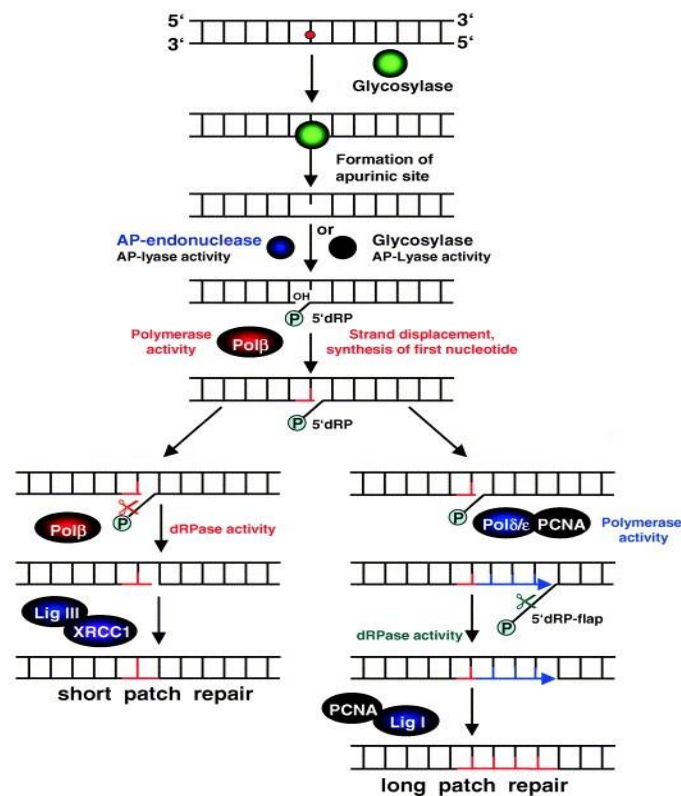 5‘ 3‘
3‘ 5‘
Glycosylase
Formation of
apurinic site
or
AP-endonuclease Glycosylase
AP-lyase activity AP-Lyase activity
OH
P 5‘dRP
Polymerase
activity
Polβ
Strand displacement,
synthesis of first nucleotide
P 5‘dRP
P
Polβ
dRPase activity
Lig III
XRCC1
short patch repair
P
Polδ/ε PCNA
Polymerase
activity
P
5‘dRP-flap
dRPase activity
PCNA
Lig I
long patch repair